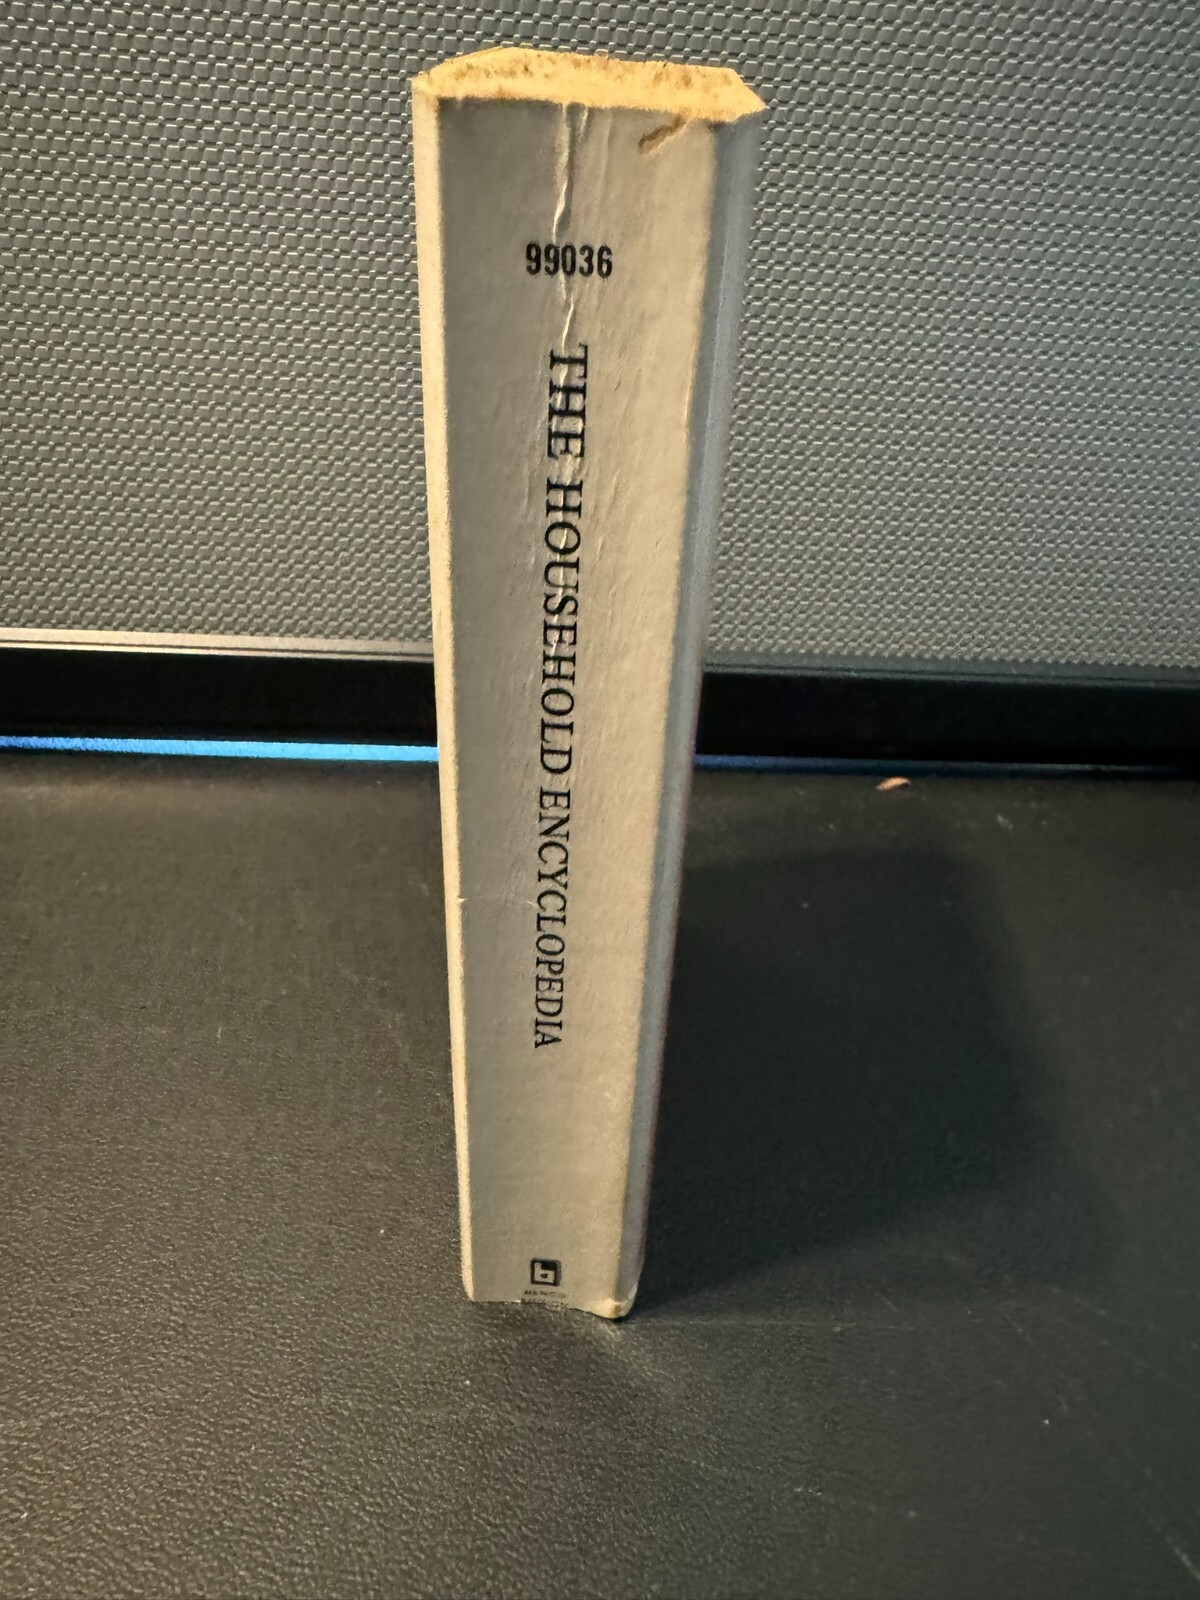 99036
THE HOUSEHOLD ENCYCLOPEDIA